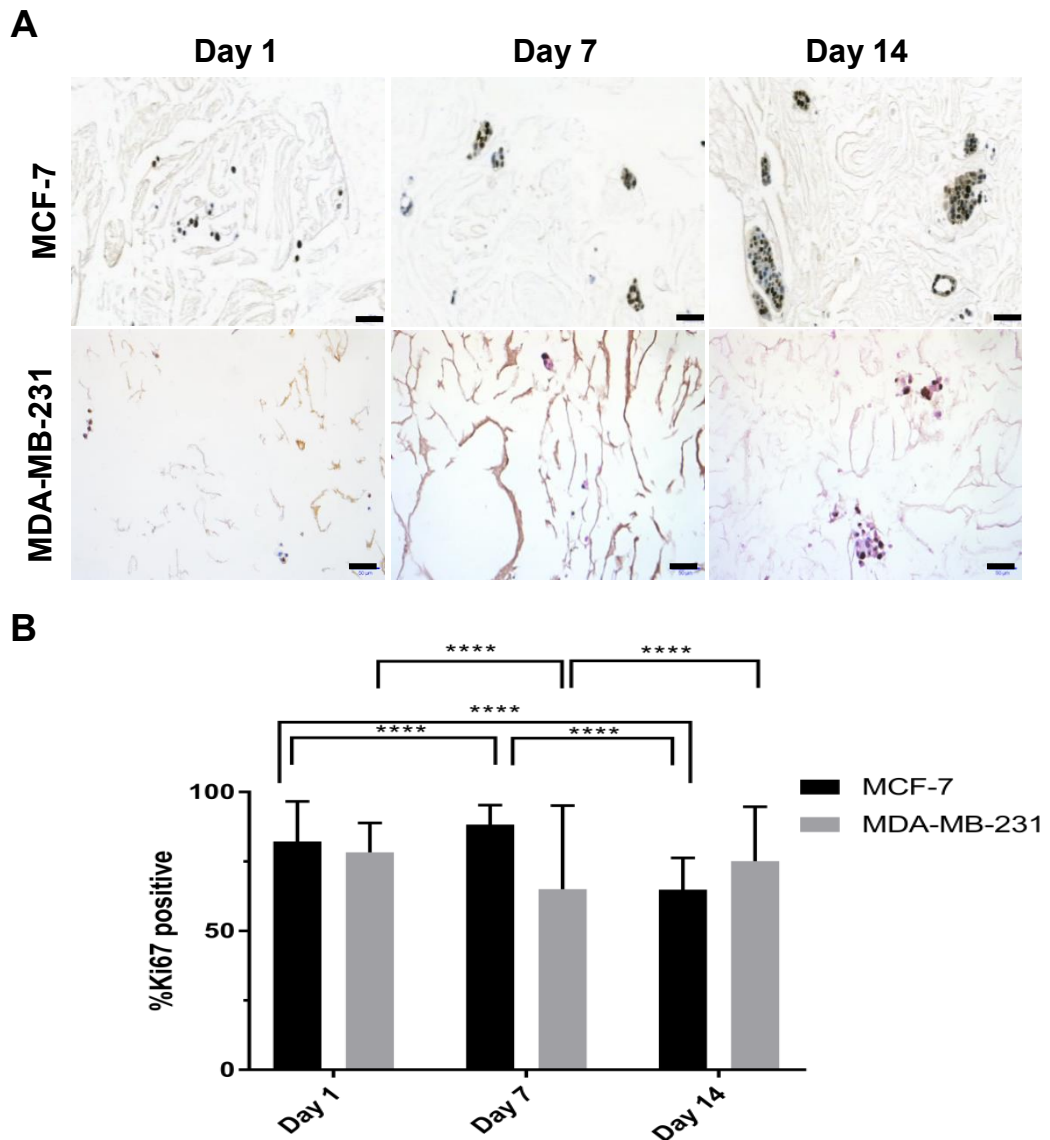 A
Day 1 Day 7 Day 14
MCF-7
MDA-MB-231
B
**** ****
****
**** ****
MCF-7
MDA-MB-231
%Ki67 positive
100
50
0
Day 1 Day 7 Day 14